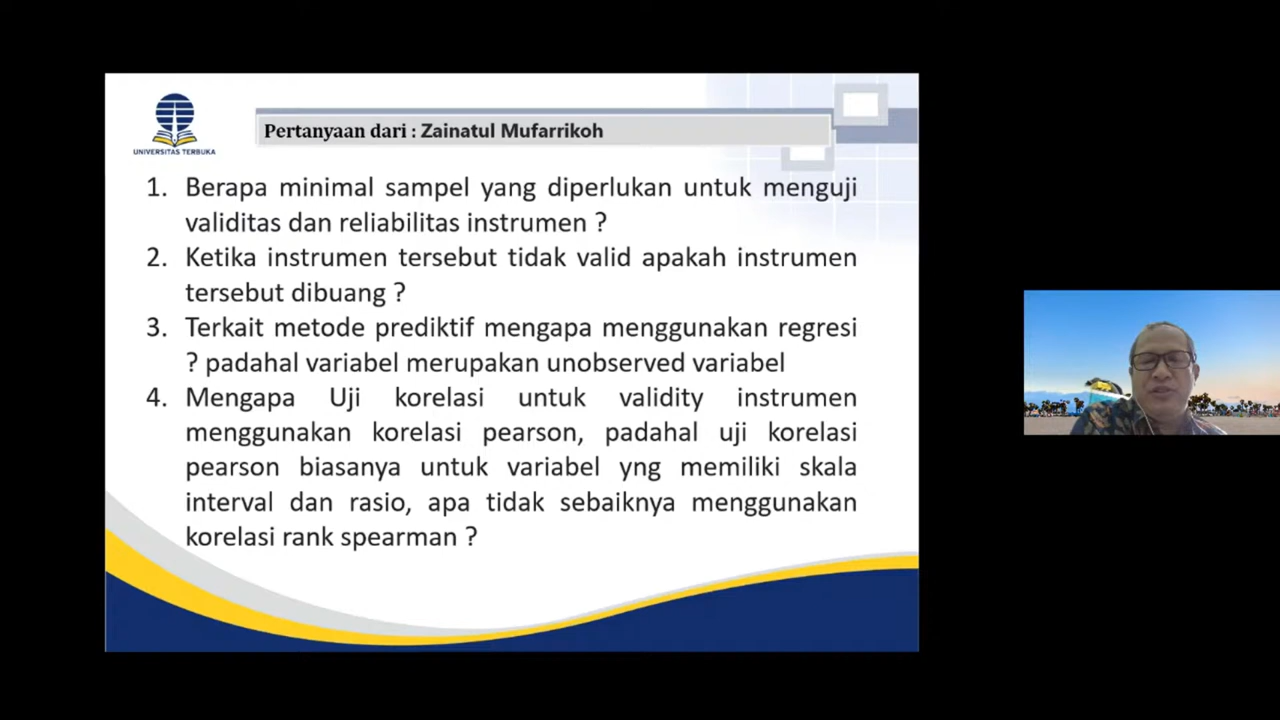 UNIVERSITAS TERBUKA
Pertanyaan dari : Zainatul Mufarrikoh
1. Berapa minimal sampel yang diperlukan untuk menguji
validitas dan reliabilitas instrumen ?
2. Ketika instrumen tersebut tidak valid apakah instrumen
tersebut dibuang ?
3. Terkait metode prediktif mengapa menggunakan regresi
? padahal variabel merupakan unobserved variabel
4. Mengapa Uji korelasi untuk validity instrumen
menggunakan korelasi pearson, padahal uji korelasi
pearson biasanya untuk variabel yng memiliki skala
interval dan rasio, apa tidak sebaiknya menggunakan
korelasi rank spearman ?